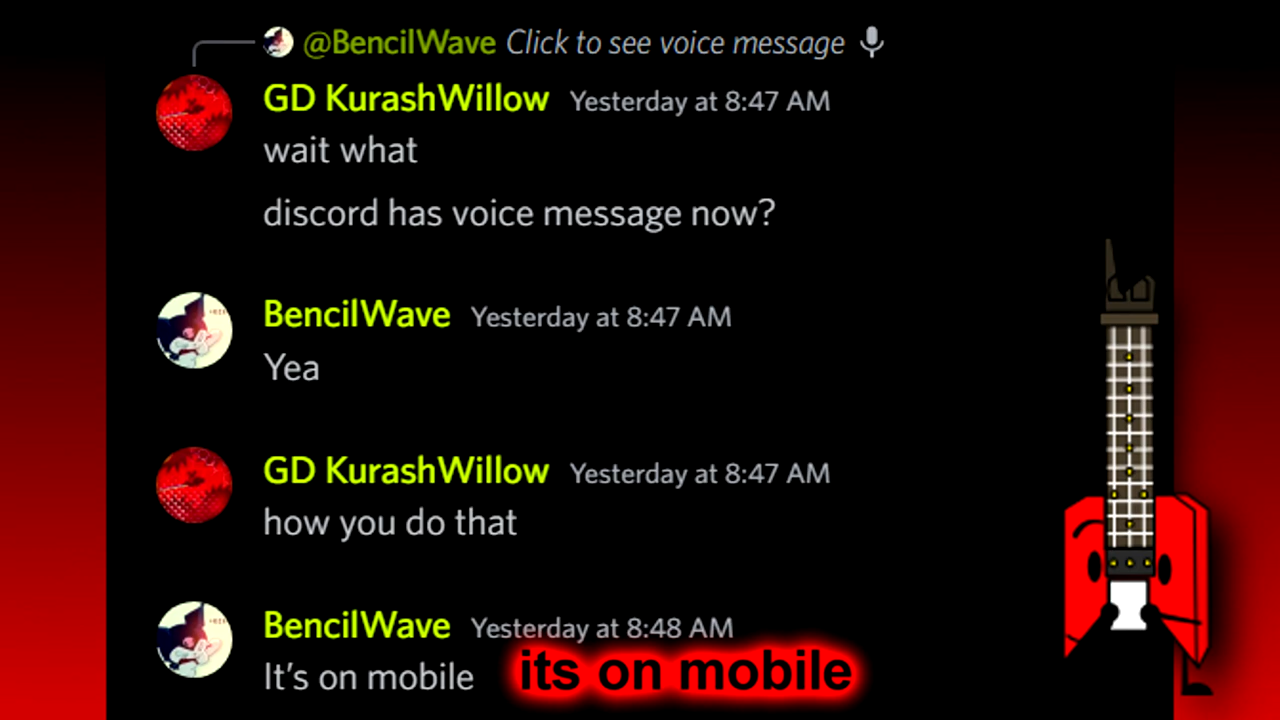 @BencilWave Click to see voice message
GD KurashWillow Yesterday at 8:47 AM
wait what
discord has voice message now?
BencilWave Yesterday at 8:47 AM
Yea
GD KurashWillow Yesterday at 8:47 AM
how you do that
BencilWave Yesterday at 8:48 AM
It's on mobile
its on mobile